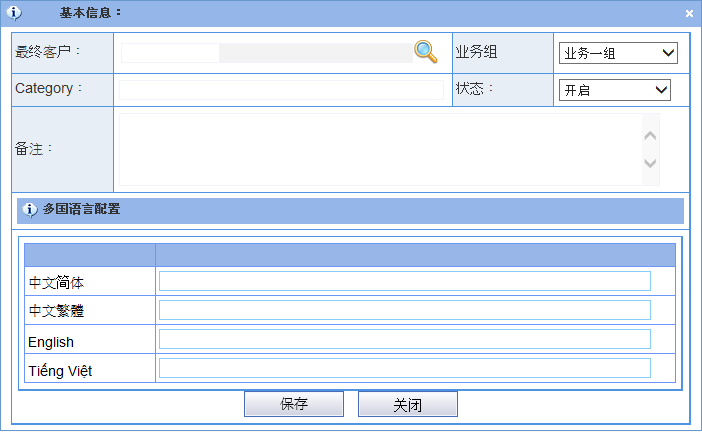 基本信息：
最终客户：
业务组
业务一组
Category：
状态：
开启
备注：
多国语言配置
中文简体
中文繁體
English
Tiếng Việt
保存
关闭